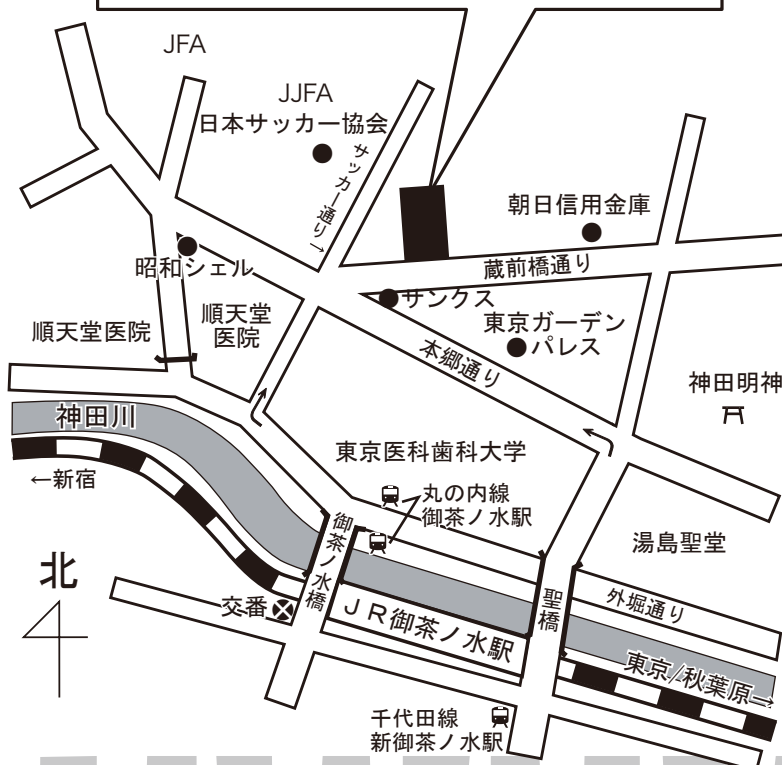 JFA
JJFA
日本サッカー協会
サッカー通り→
朝日信用金庫
昭和シェル
蔵前橋通り
サンクス
順天堂医院
順天堂
医院
東京ガーデン
パレス
本郷通り
神田明神
神田川
東京医科歯科大学
←新宿
丸の内線
御茶ノ水駅
御茶ノ水橋
湯島聖堂
北
交番
JR御茶ノ水駅
聖橋
外堀通り
東京/秋葉原→
千代田線
新御茶ノ水駅